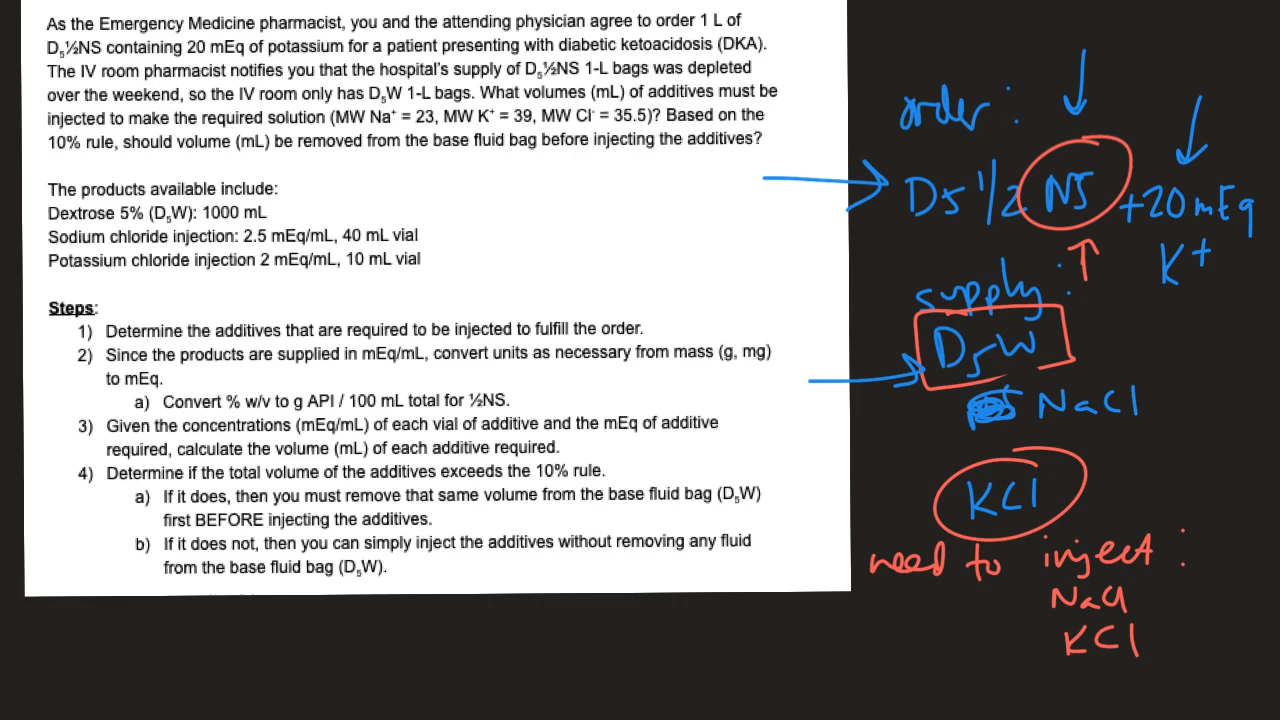 As the Emergency Medicine pharmacist, you and the attending physician agree to order 1 L of
D₅½NS containing 20 mEq of potassium for a patient presenting with diabetic ketoacidosis (DKA).
The IV room pharmacist notifies you that the hospital's supply of D₅½NS 1-L bags was depleted
over the weekend, so the IV room only has D₅W 1-L bags. What volumes (mL) of additives must be
injected to make the required solution (MW Na⁺ = 23, MW K⁺ = 39, MW Cl⁻ = 35.5)? Based on the
10% rule, should volume (mL) be removed from the base fluid bag before injecting the additives?
The products available include:
Dextrose 5% (D₅W): 1000 mL
Sodium chloride injection: 2.5 mEq/mL, 40 mL vial
Potassium chloride injection 2 mEq/mL, 10 mL vial
Steps:
1) Determine the additives that are required to be injected to fulfill the order.
2) Since the products are supplied in mEq/mL, convert units as necessary from mass (g, mg)
to mEq.
a) Convert % w/v to g API / 100 mL total for ½NS.
3) Given the concentrations (mEq/mL) of each vial of additive and the mEq of additive
required, calculate the volume (mL) of each additive required.
4) Determine if the total volume of the additives exceeds the 10% rule.
a) If it does, then you must remove that same volume from the base fluid bag (D₅W)
first BEFORE injecting the additives.
b) If it does not, then you can simply inject the additives without removing any fluid
from the base fluid bag (D₅W).
order:
D5 1/2 NS +20 mEq
K+
supply:
D5W
NaCl
KCl
need to inject:
NaCl
KCl